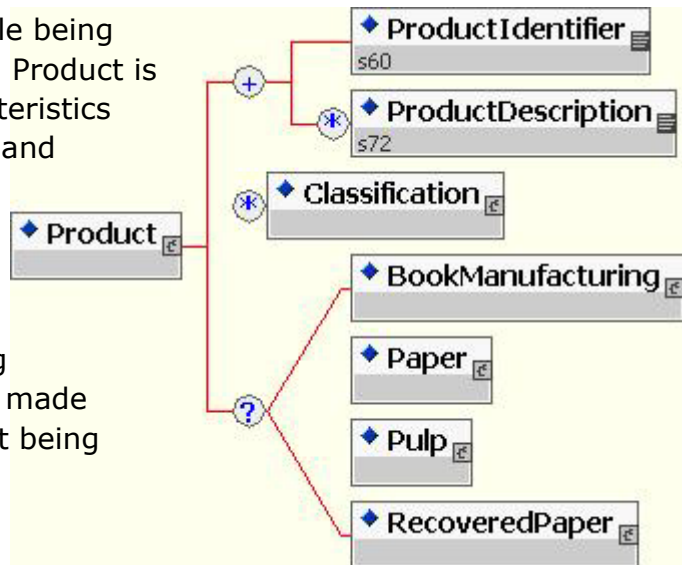 le being
Product is
teristics
and
g
made
t being
Product
+
ProductIdentifier
s60
*
ProductDescription
s72
*
Classification
?
BookManufacturing
Paper
Pulp
RecoveredPaper